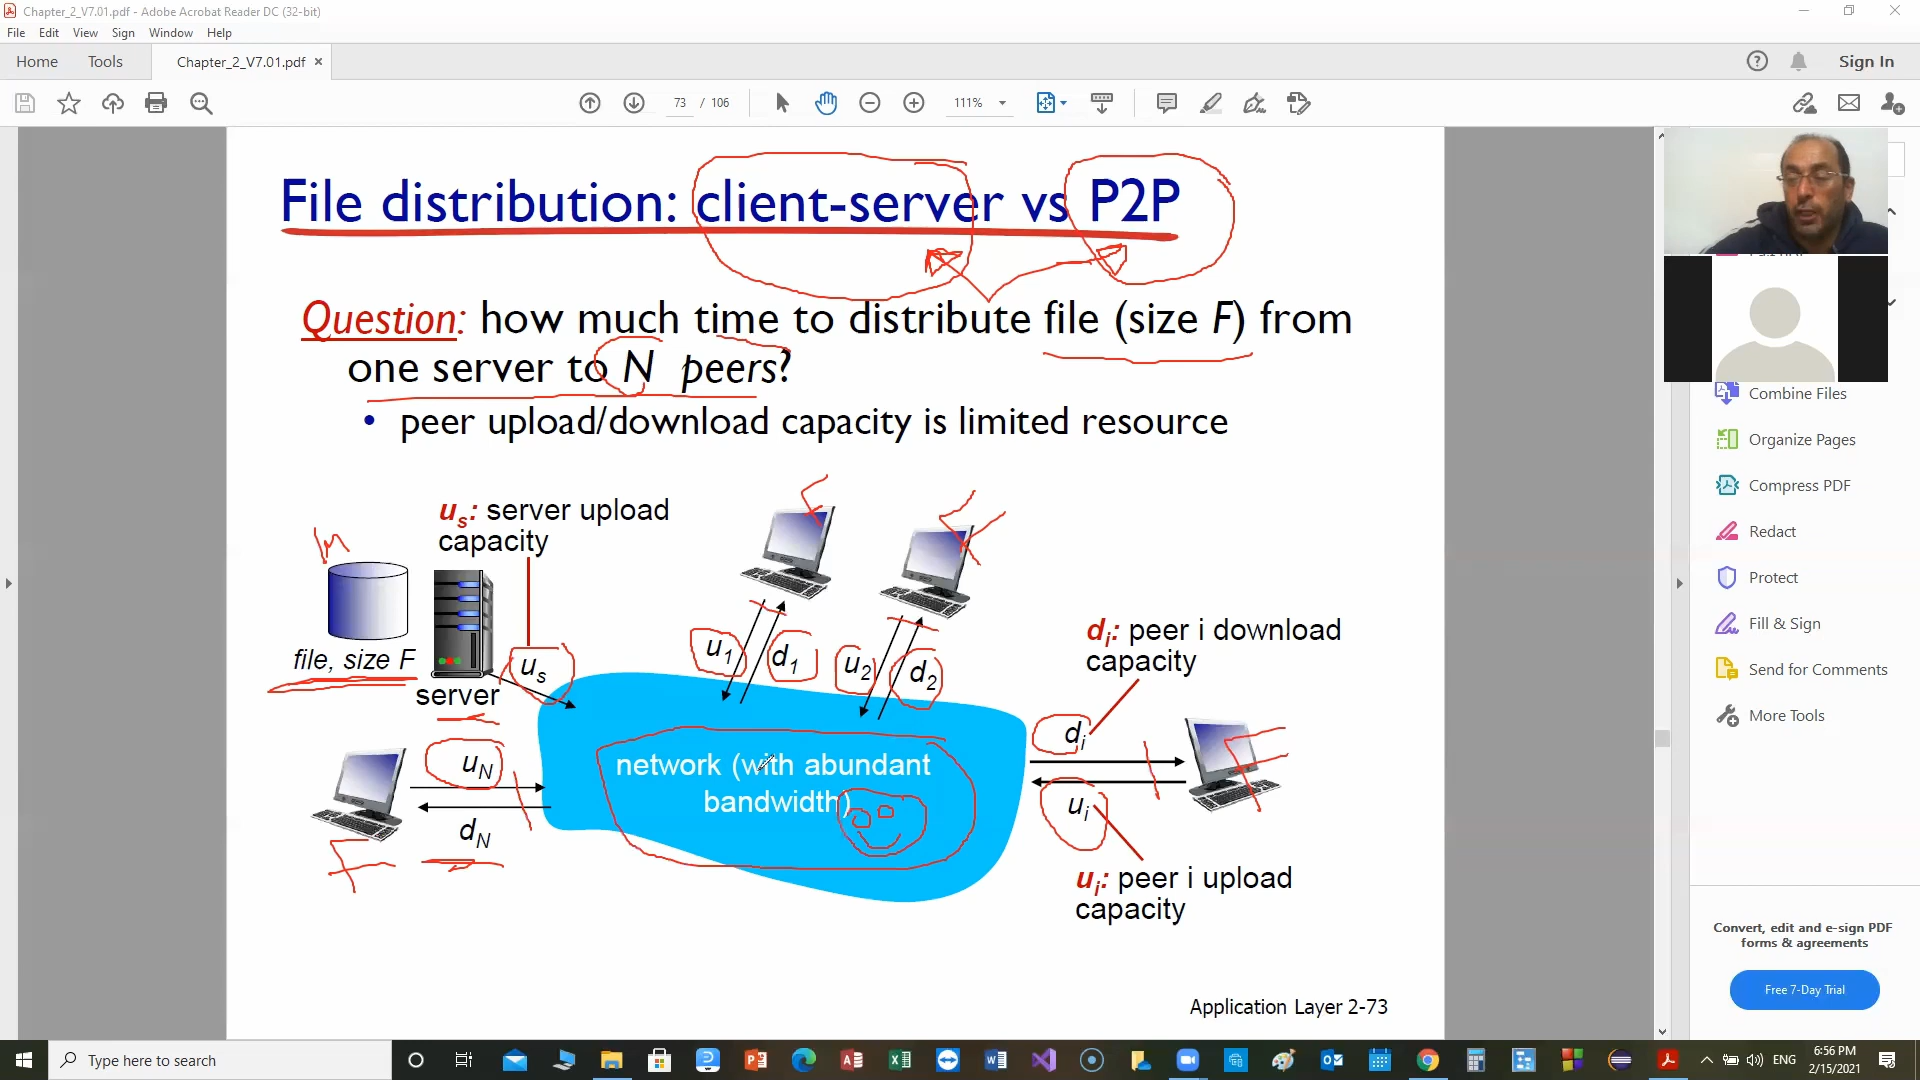 Chapter_2_V7.01.pdf - Adobe Acrobat Reader DC (32-bit)
File Edit View Sign Window Help
Home Tools Chapter_2_V7.01.pdf × Sign In
73 / 106 111%
File distribution: client-server vs P2P
Question: how much time to distribute file (size F) from
one server to N peers?
• peer upload/download capacity is limited resource
us: server upload
capacity
m
F
F
file, size F
server
us
u1
d1
u2
d2
di: peer i download
capacity
di
F
ui
uN
dN
F
network (with abundant
bandwidth)
ui: peer i upload
capacity
Application Layer 2-73
Combine Files
Organize Pages
Compress PDF
Redact
Protect
Fill & Sign
Send for Comments
More Tools
Convert, edit and e-sign PDF
forms & agreements
Free 7-Day Trial
Type here to search
ENG
6:56 PM
2/15/2021